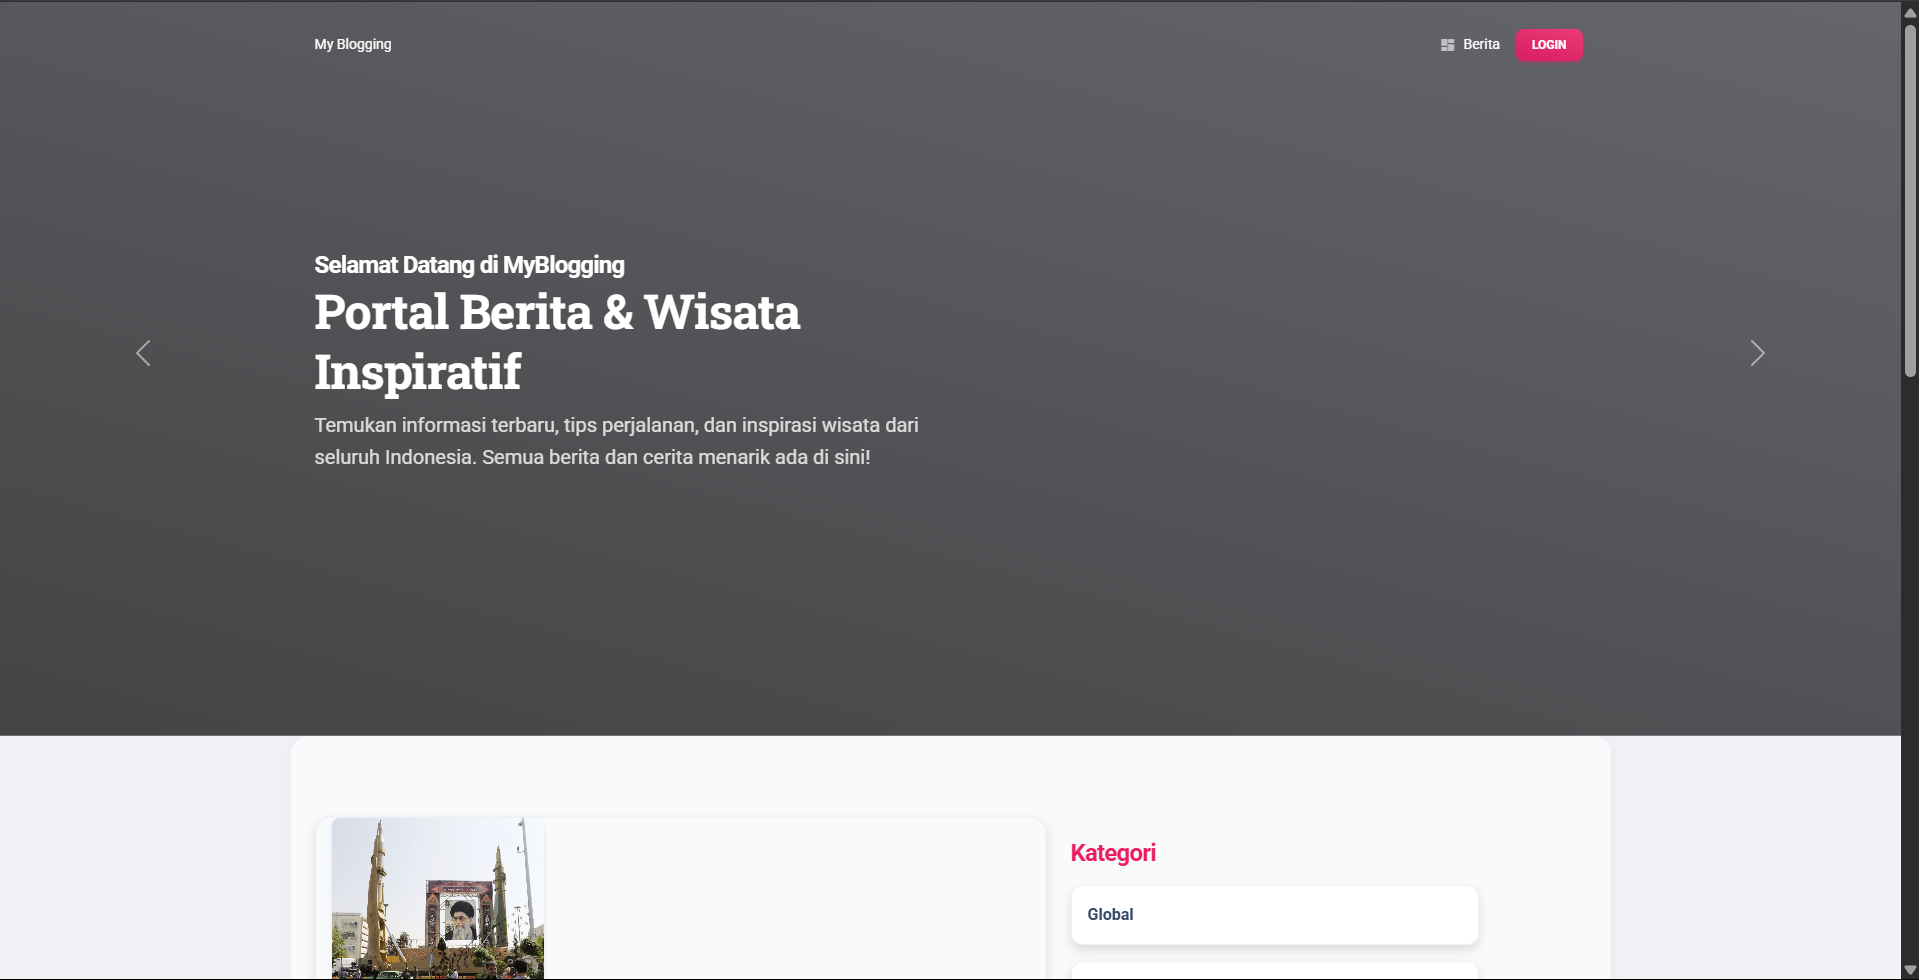 My Blogging
Berita
LOGIN
Selamat Datang di MyBlogging
Portal Berita & Wisata
Inspiratif
Temukan informasi terbaru, tips perjalanan, dan inspirasi wisata dari
seluruh Indonesia. Semua berita dan cerita menarik ada di sini!
Kategori
Global